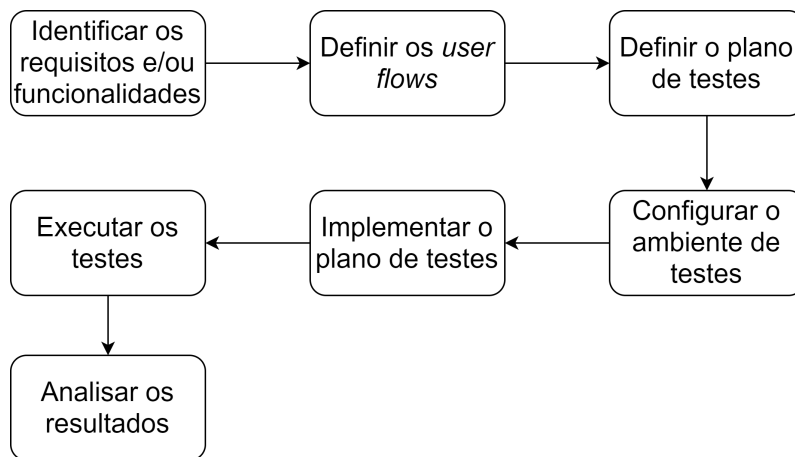 Identificar os
requisitos e/ou
funcionalidades
Definir os user
flows
Definir o plano
de testes
Configurar o
ambiente de
testes
Implementar o
plano de testes
Executar os
testes
Analisar os
resultados